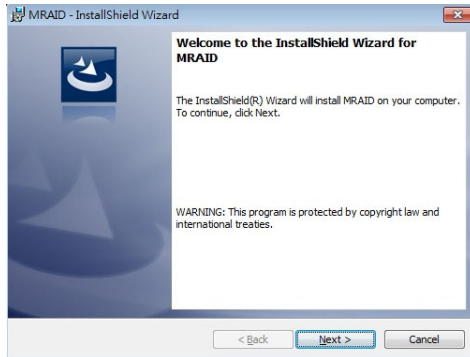 MRAID - InstallShield Wizard
Welcome to the InstallShield Wizard for
MRAID
The InstallShield(R) Wizard will install MRAID on your computer.
To continue, click Next.
WARNING: This program is protected by copyright law and
international treaties.
< Back
Next >
Cancel